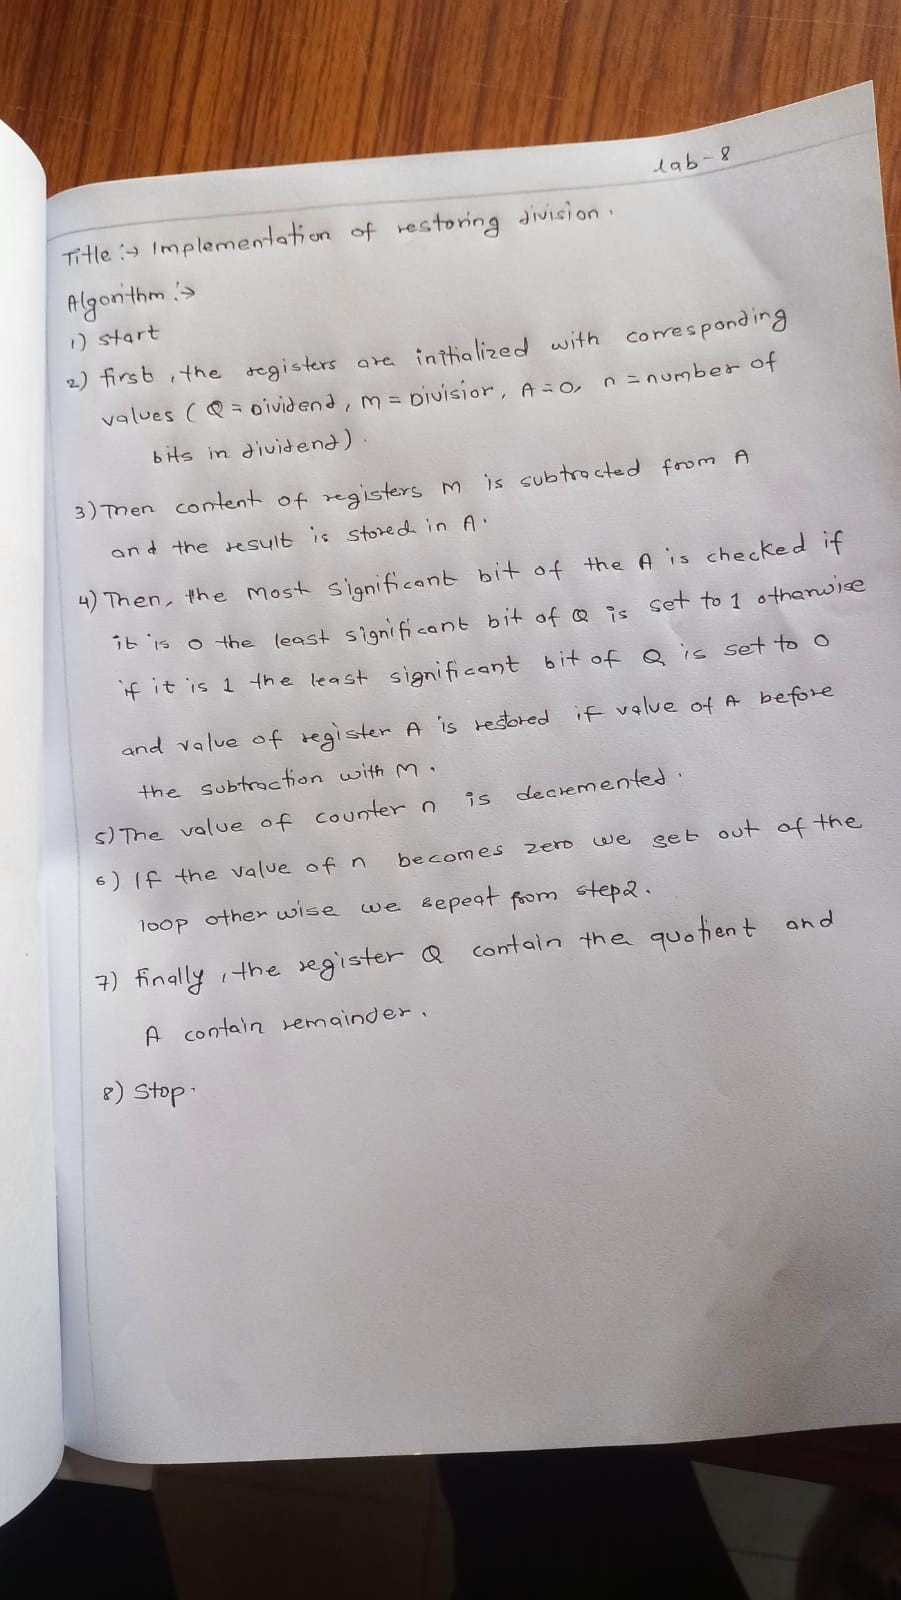 lab-8
Title :→ Implementation of restoring division.
Algorithm :→
1) start
2) first, the registers are initialized with corresponding
values (Q = Dividend, M = Divisior, A = 0, n = number of
bits in dividend).
3) Then content of registers M is subtracted from A
and the result is stored in A.
4) Then, the most significant bit of the A is checked if
it is 0 the least significant bit of Q is set to 1 otherwise
if it is 1 the least significant bit of Q is set to 0
and value of register A is restored if value of A before
the subtraction with M.
5) The value of counter n is decremented.
6) If the value of n becomes zero we get out of the
loop other wise we repeat from step2.
7) finally, the register Q contain the quotient and
A contain remainder.
8) Stop.